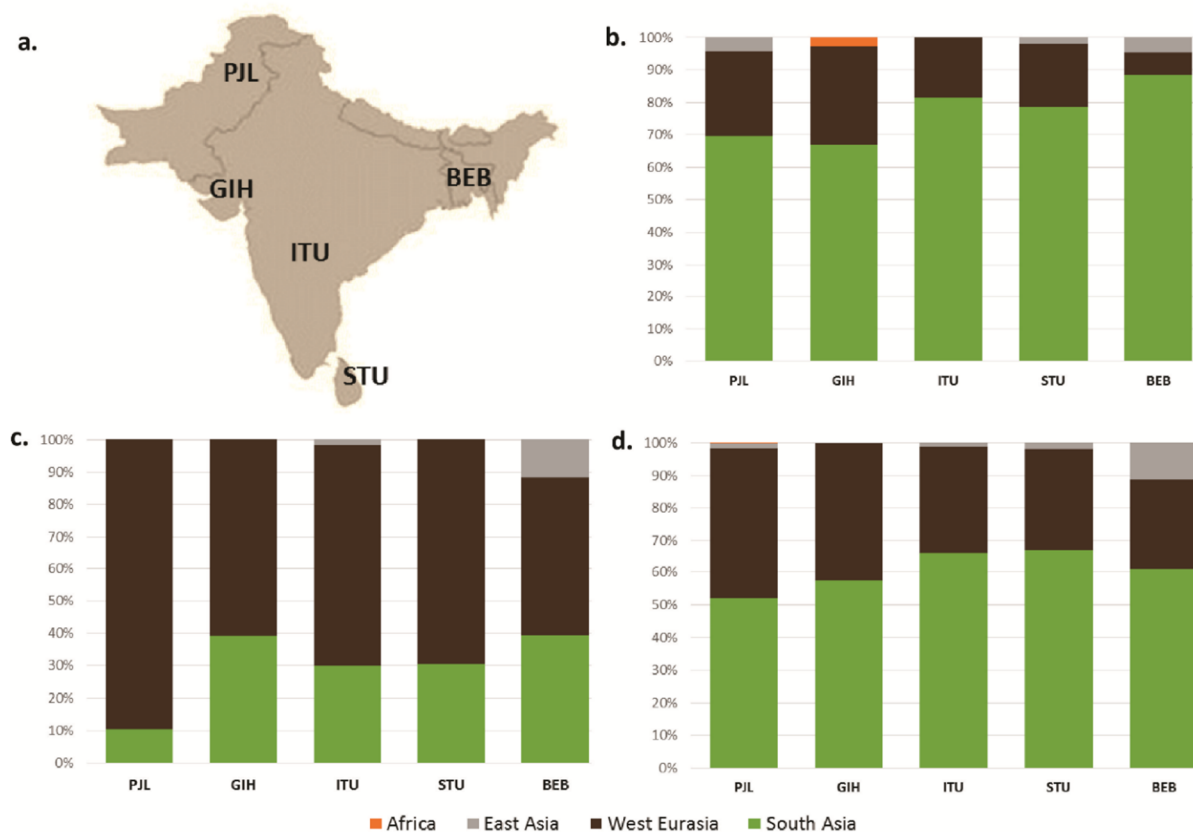 a.
PJL
GIH
BEB
ITU
STU
b.
100%
90%
80%
70%
60%
50%
40%
30%
20%
10%
0%
PJL GIH ITU STU BEB
c.
100%
90%
80%
70%
60%
50%
40%
30%
20%
10%
0%
PJL GIH ITU STU BEB
d.
100%
90%
80%
70%
60%
50%
40%
30%
20%
10%
0%
PJL GIH ITU STU BEB
Africa East Asia West Eurasia South Asia